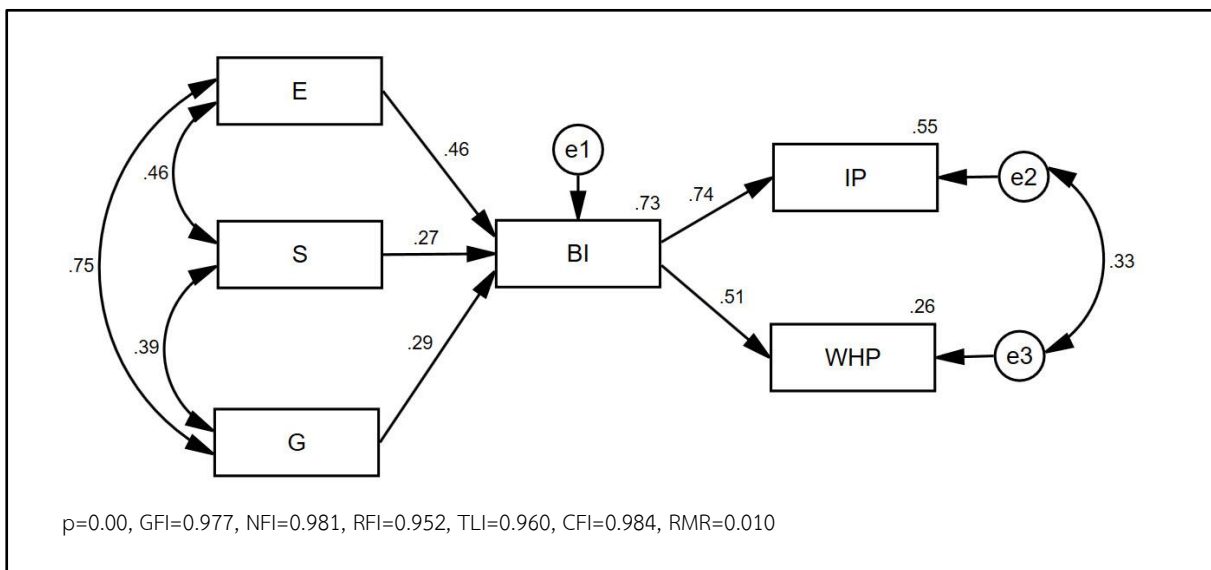 E
.46
.46
e1
.55
IP
e2
.74
.73
S
.27
BI
.75
.33
.51
.26
.39
.29
WHP
e3
G
p=0.00, GFI=0.977, NFI=0.981, RFI=0.952, TLI=0.960, CFI=0.984, RMR=0.010